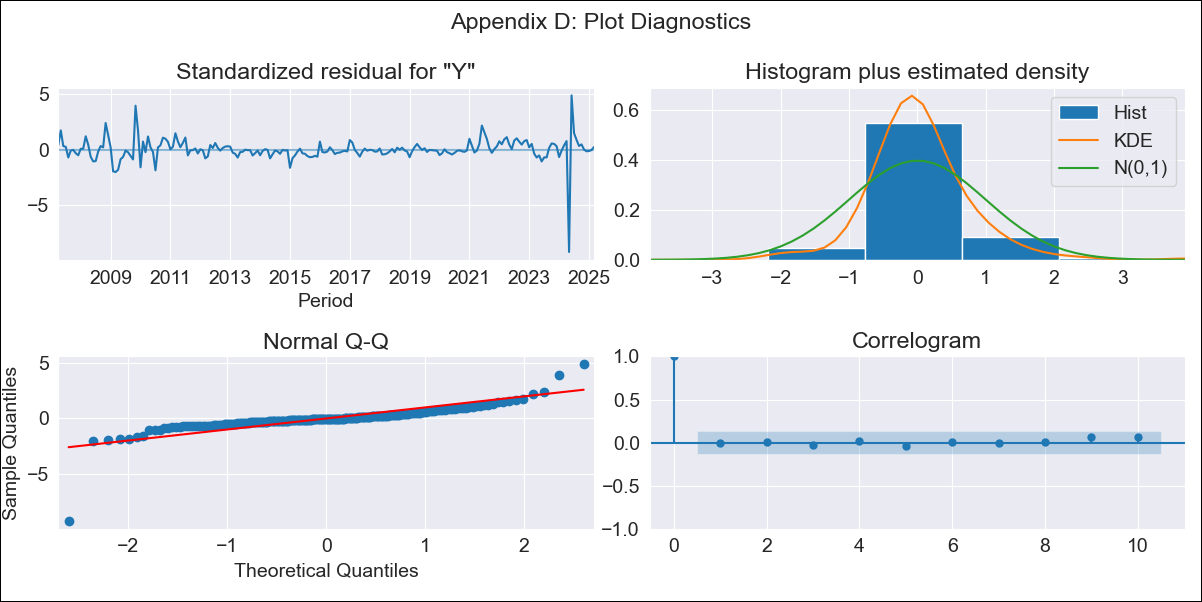 Appendix D: Plot Diagnostics
Standardized residual for "Y"
5
0
−5
2009 2011 2013 2015 2017 2019 2021 2023 2025
Period
Histogram plus estimated density
0.6
0.4
0.2
0.0
Hist
KDE
N(0,1)
−3 −2 −1 0 1 2 3
Normal Q-Q
Sample Quantiles
5
0
−5
−2 −1 0 1 2
Theoretical Quantiles
Correlogram
1.0
0.5
0.0
−0.5
−1.0
0 2 4 6 8 10